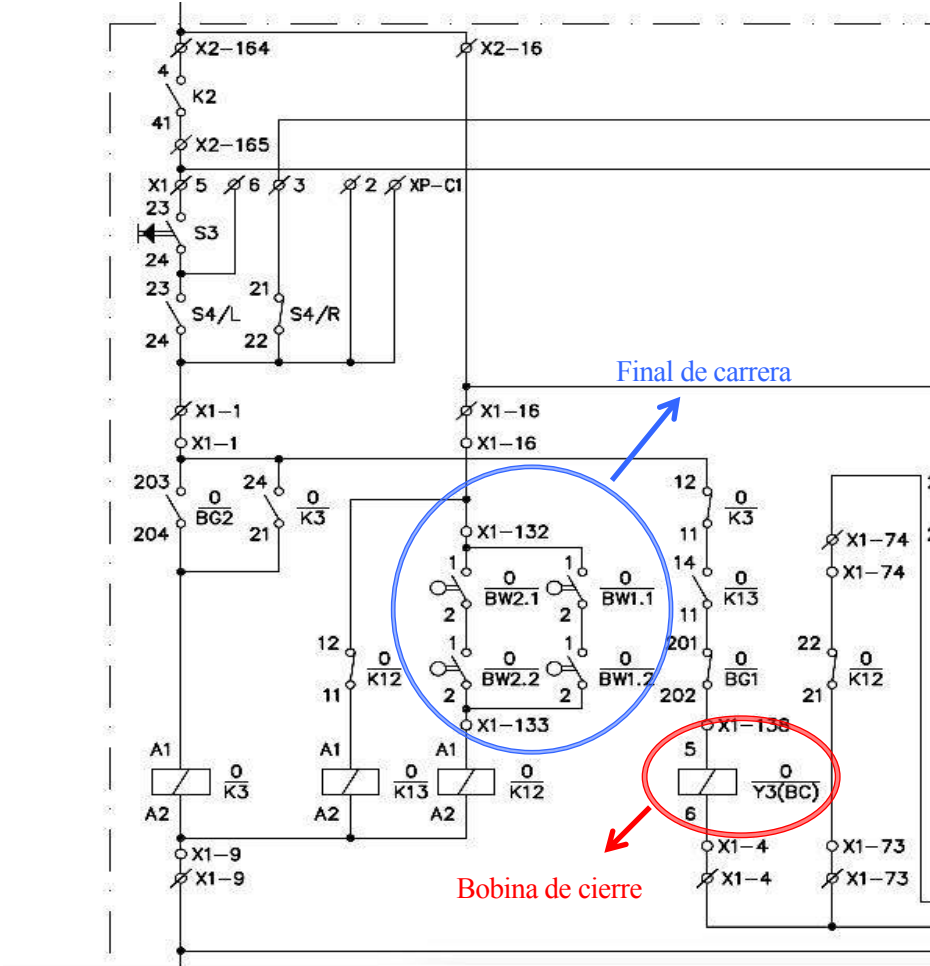 X2-164
X2-16
4
K2
41
X2-165
X1 5 6 3 2 XP-C1
23
S3
24
23 21
S4/L S4/R
24 22
Final de carrera
X1-1 X1-16
X1-1 X1-16
203 24 12
0 0 0
BG2 K3 K3
204 21 11
X1-132
X1-74
14
X1-74
1 1
0 0 0
BW2.1 BW1.1 K13
2 2 11
12 1 1 201 22
0 0 0 0 0
K12 BW2.2 BW1.2 BG1 K12
11 2 2 202 21
X1-133 X1-138
A1 A1 A1 5
0 0 0 0
K3 K13 K12 Y3(BC)
A2 A2 A2 6
X1-9 X1-4 X1-73
X1-9 X1-4 X1-73
Bobina de cierre